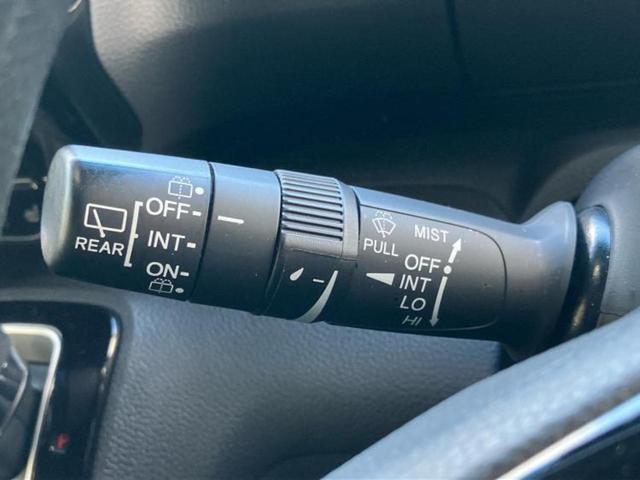 OFF
INT
ON
REAR
PULL
MIST
OFF
INT
LO
HI